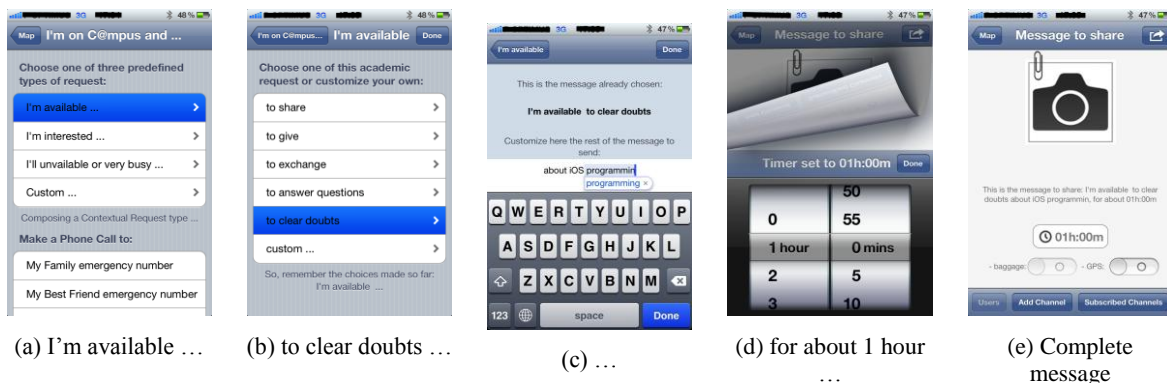 3G 48%
Map I'm on C@mpus and ...
Choose one of three predefined
types of request:
I'm available ...
I'm interested ...
I'll unvailable or very busy ...
Custom ...
Composing a Contextual Request type ...
Make a Phone Call to:
My Family emergency number
My Best Friend emergency number
(a) I'm available …
3G 48%
I'm on C@mpus... I'm available Done
Choose one of this academic
request or customize your own:
to share
to give
to exchange
to answer questions
to clear doubts
custom ...
So, remember the choices made so far:
I'm available ...
(b) to clear doubts …
3G 47%
I'm available Done
This is the message already chosen:
I'm available to clear doubts
Customize here the rest of the message to
send:
about iOS programmin
programming ×
Q W E R T Y U I O P
A S D F G H J K L
Z X C V B N M
123 space Done
(c) …
3G 47%
Map Message to share
Timer set to 01h:00m Done
50
0 55
1 hour 0 mins
2 5
3 10
(d) for about 1 hour
…
3G 47%
Map Message to share
This is the message to share: I'm available to clear
doubts about iOS programmin, for about 01h:00m
01h:00m
- baggage: - GPS:
Users Add Channel Subscribed Channels
(e) Complete
message